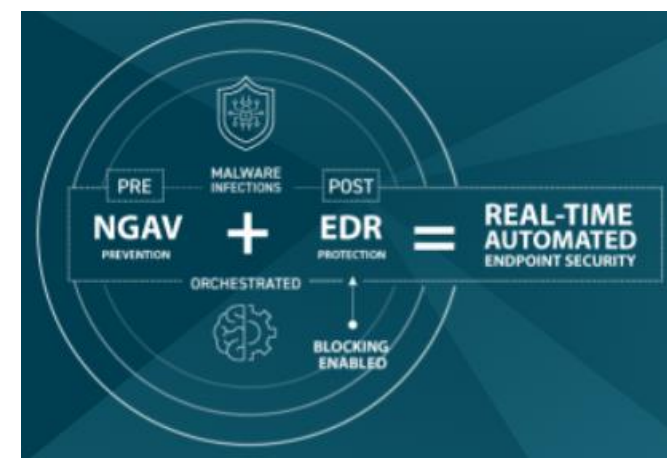 MALWARE
INFECTIONS
PRE
POST
NGAV
PREVENTION
+
EDR
PROTECTION
=
REAL-TIME
AUTOMATED
ENDPOINT SECURITY
ORCHESTRATED
BLOCKING
ENABLED